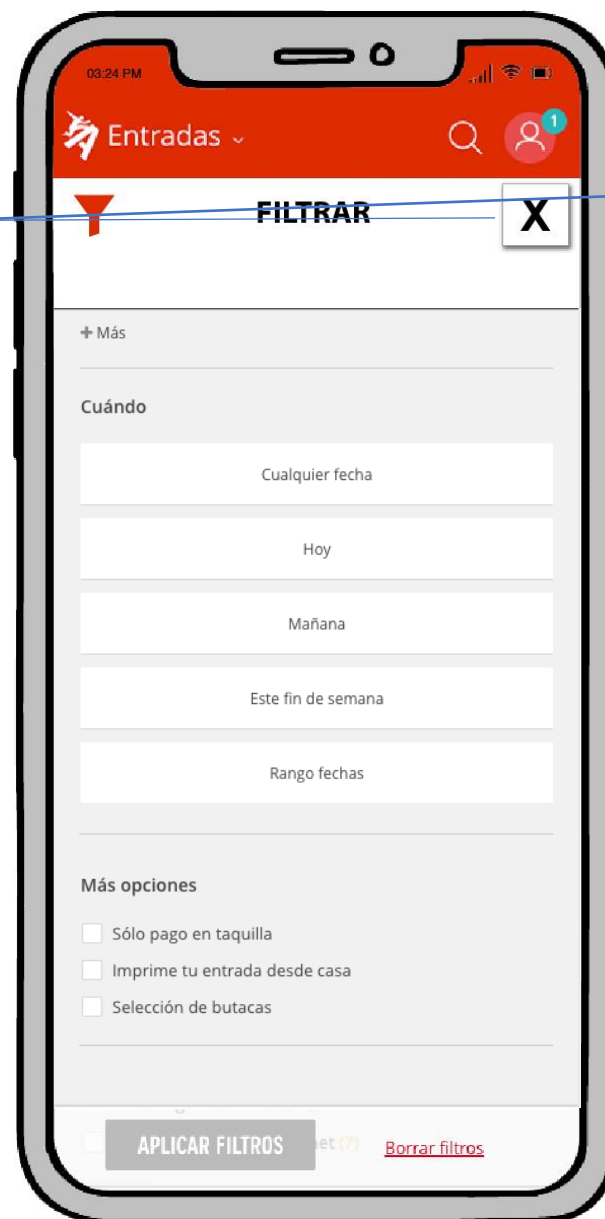 03:24 PM
Entradas
1
FILTRAR
X
+ Más
Cuándo
Cualquier fecha
Hoy
Mañana
Este fin de semana
Rango fechas
Más opciones
Sólo pago en taquilla
Imprime tu entrada desde casa
Selección de butacas
APLICAR FILTROS
et (7)
Borrar filtros